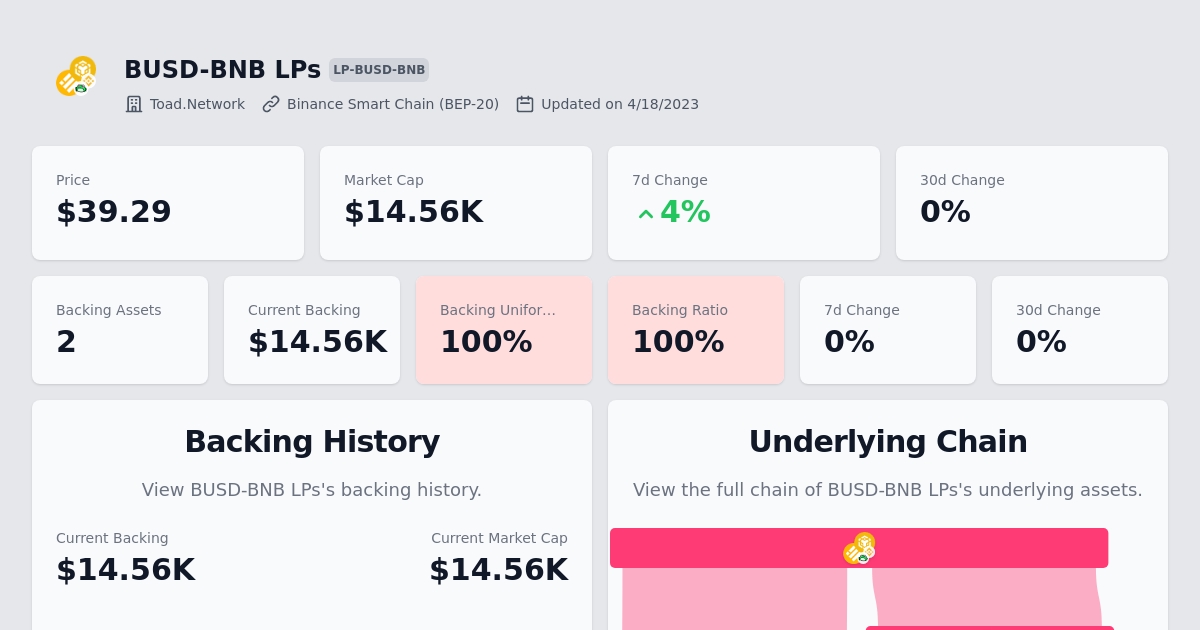 BUSD-BNB LPs LP-BUSD-BNB
Toad.Network Binance Smart Chain (BEP-20) Updated on 4/18/2023
Price Market Cap 7d Change 30d Change
$39.29 $14.56K 4% 0%
Backing Assets Current Backing Backing Unifor... Backing Ratio 7d Change 30d Change
2 $14.56K 100% 100% 0% 0%
Backing History
View BUSD-BNB LPs's backing history.
Current Backing Current Market Cap
$14.56K $14.56K
Underlying Chain
View the full chain of BUSD-BNB LPs's underlying assets.